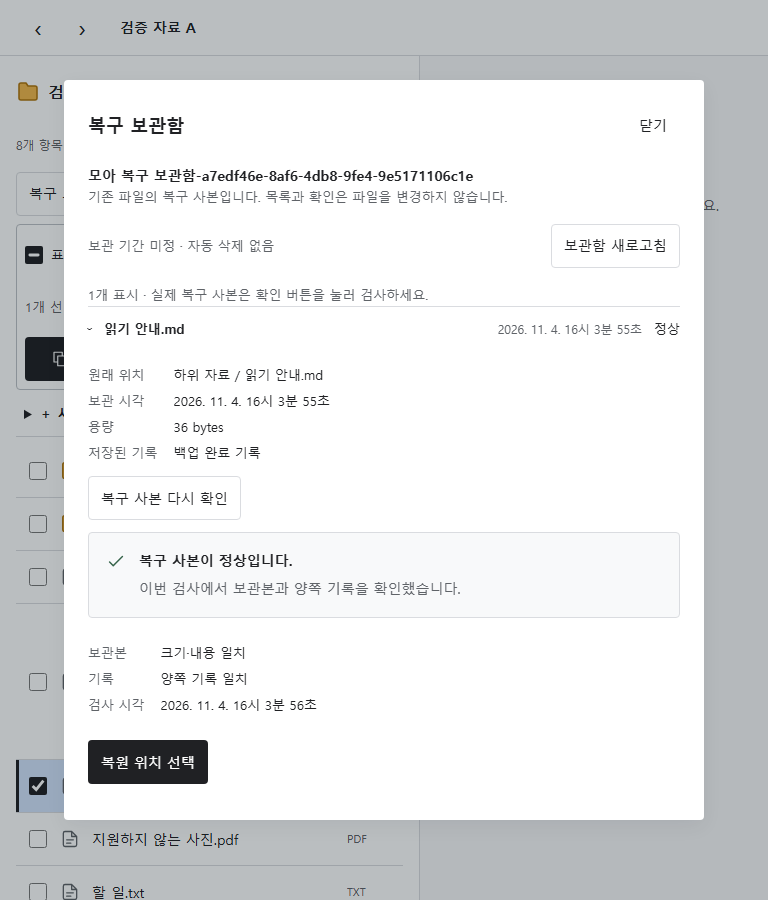 검증 자료 A
8개 항목
복구
1개 선
요.
복구 보관함
닫기
모아 복구 보관함-a7edf46e-8af6-4db8-9fe4-9e5171106c1e
기존 파일의 복구 사본입니다. 목록과 확인은 파일을 변경하지 않습니다.
보관 기간 미정 · 자동 삭제 없음
보관함 새로고침
1개 표시 · 실제 복구 사본은 확인 버튼을 눌러 검사하세요.
읽기 안내.md 2026. 11. 4. 16시 3분 55초 정상
원래 위치 하위 자료 / 읽기 안내.md
보관 시각 2026. 11. 4. 16시 3분 55초
용량 36 bytes
저장된 기록 백업 완료 기록
복구 사본 다시 확인
복구 사본이 정상입니다.
이번 검사에서 보관본과 양쪽 기록을 확인했습니다.
보관본 크기·내용 일치
기록 양쪽 기록 일치
검사 시각 2026. 11. 4. 16시 3분 56초
복원 위치 선택
지원하지 않는 사진.pdf PDF
할 일.txt TXT